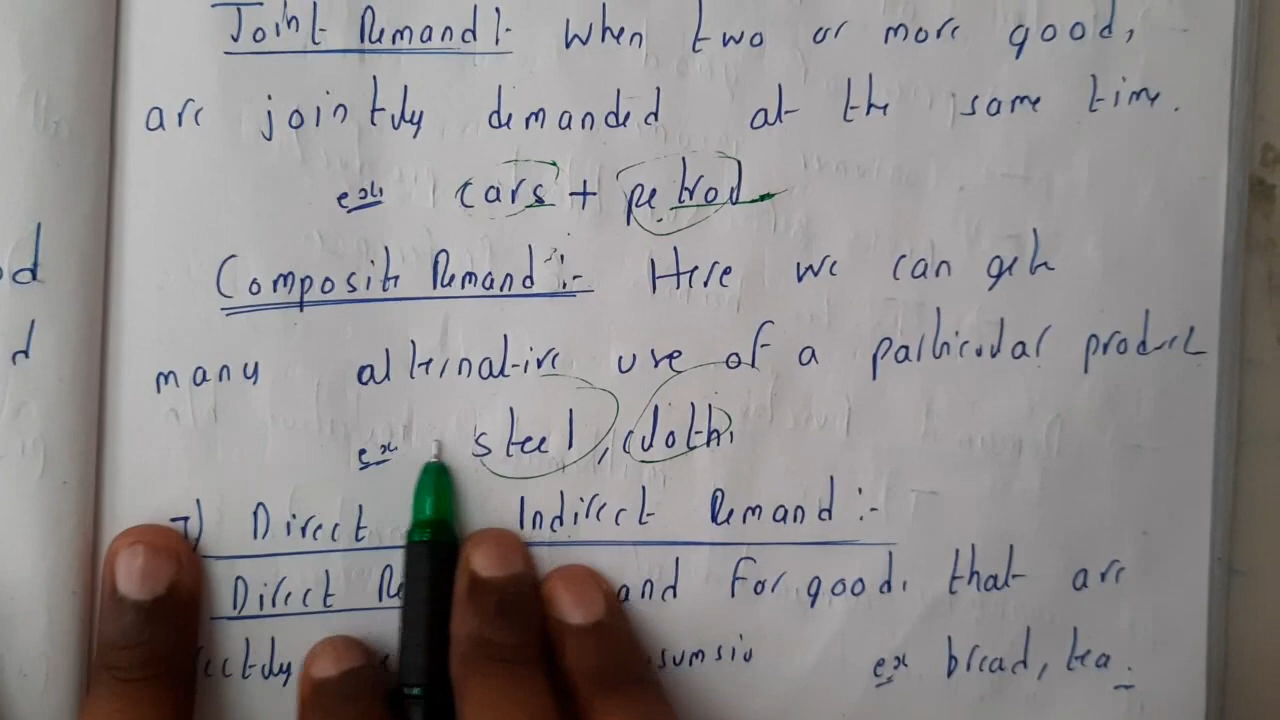 Joint Demand :- When two or more goods
are jointly demanded at the same time.
ex cars + petrol
Composite Demand :- Here we can get
many alternative use of a particular product
ex steel, cloth.
7) Direct Indirect Demand :-
Direct and for goods that are
ectly sumsio ex bread, tea.
d
d